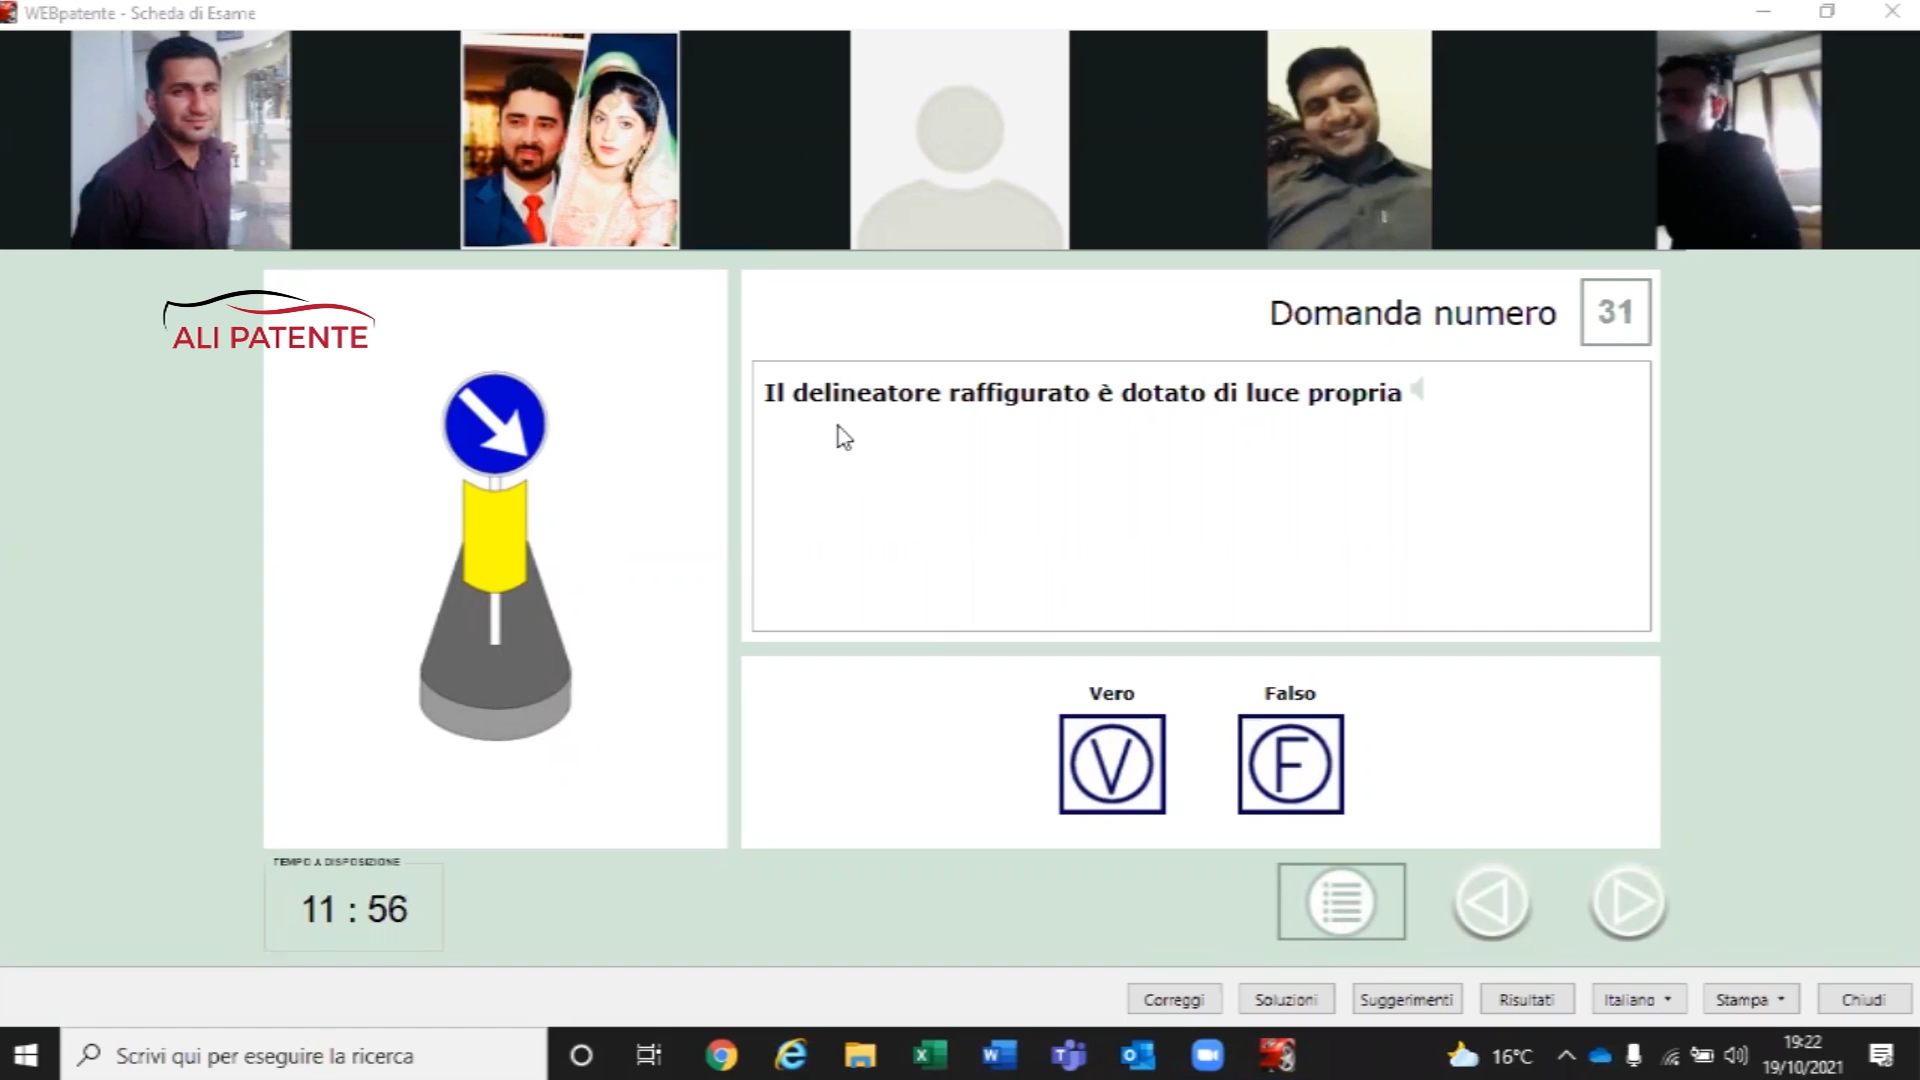 WEBpatente - Scheda di Esame
ALI PATENTE
Domanda numero 31
Il delineatore raffigurato è dotato di luce propria
Vero Falso
V F
TEMPO A DISPOSIZIONE
11 : 56
Correggi Soluzioni Suggerimenti Risultati Italiano Stampa Chiudi
Scrivi qui per eseguire la ricerca
16°C
19:22
19/10/2021